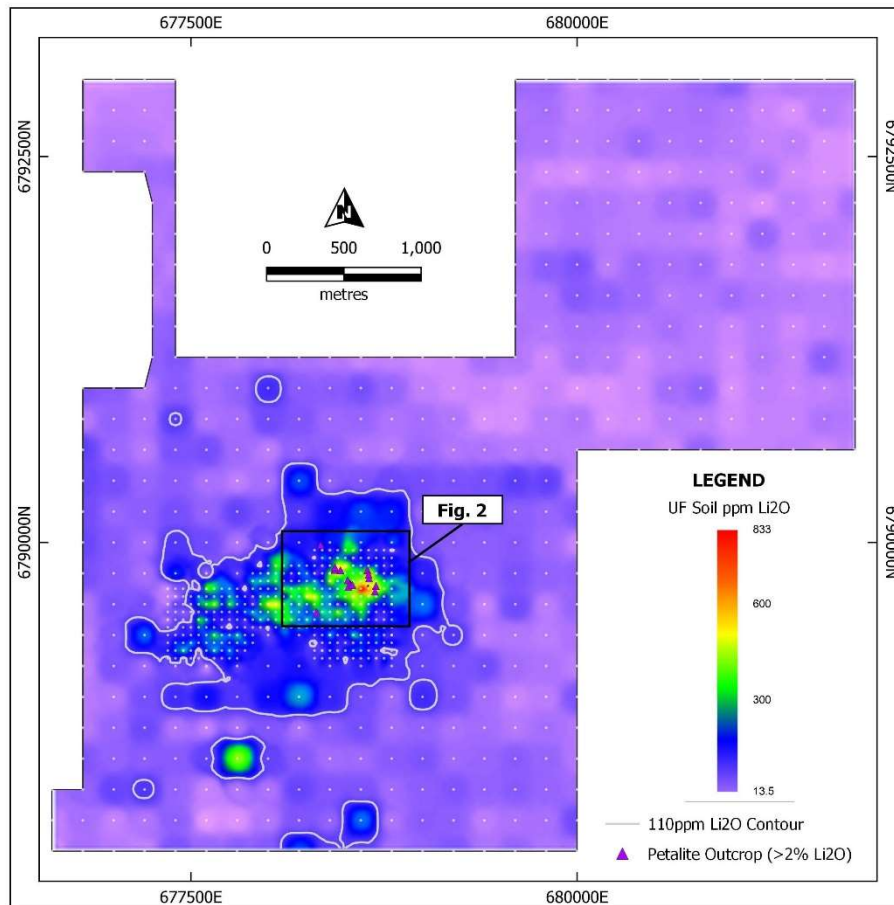 677500E
680000E
6792500N
6792500N
N
0
500
1,000
metres
Fig. 2
6790000N
6790000N
LEGEND
UF Soil ppm Li2O
833
600
300
13.5
110ppm Li2O Contour
Petalite Outcrop (>2% Li2O)
677500E
680000E